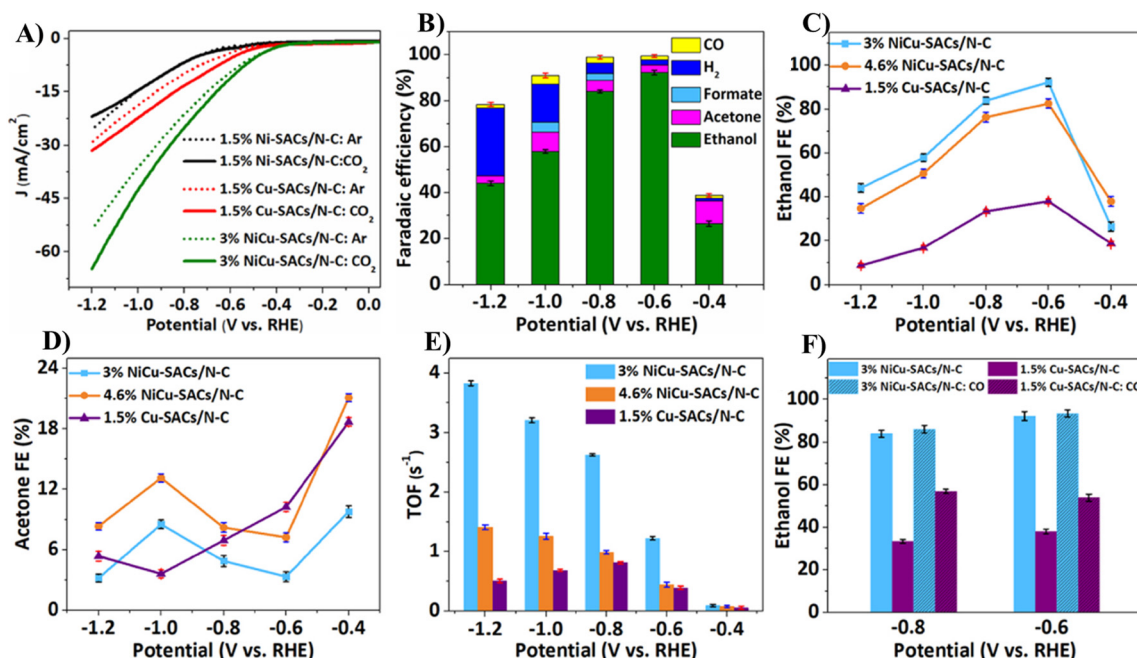 A)
0
-15
-30
-45
-60
J (mA/cm²)
1.5% Ni-SACs/N-C: Ar
1.5% Ni-SACs/N-C:CO₂
1.5% Cu-SACs/N-C: Ar
1.5% Cu-SACs/N-C: CO₂
3% NiCu-SACs/N-C: Ar
3% NiCu-SACs/N-C: CO₂
-1.2 -1.0 -0.8 -0.6 -0.4 -0.2 0.0
Potential (V vs. RHE)
B)
100
80
60
40
20
0
Faradaic efficiency (%)
CO
H₂
Formate
Acetone
Ethanol
-1.2 -1.0 -0.8 -0.6 -0.4
Potential (V vs. RHE)
C)
100
80
60
40
20
0
Ethanol FE (%)
3% NiCu-SACs/N-C
4.6% NiCu-SACs/N-C
1.5% Cu-SACs/N-C
-1.2 -1.0 -0.8 -0.6 -0.4
Potential (V vs. RHE)
D)
24
18
12
6
0
Acetone FE (%)
3% NiCu-SACs/N-C
4.6% NiCu-SACs/N-C
1.5% Cu-SACs/N-C
-1.2 -1.0 -0.8 -0.6 -0.4
Potential (V vs. RHE)
E)
4
3
2
1
0
TOF (s⁻¹)
3% NiCu-SACs/N-C
4.6% NiCu-SACs/N-C
1.5% Cu-SACs/N-C
-1.2 -1.0 -0.8 -0.6 -0.4
Potential (V vs. RHE)
F)
100
80
60
40
20
0
Ethanol FE (%)
3% NiCu-SACs/N-C 1.5% Cu-SACs/N-C
3% NiCu-SACs/N-C: CO 1.5% Cu-SACs/N-C: CO
-0.8 -0.6
Potential (V vs. RHE)